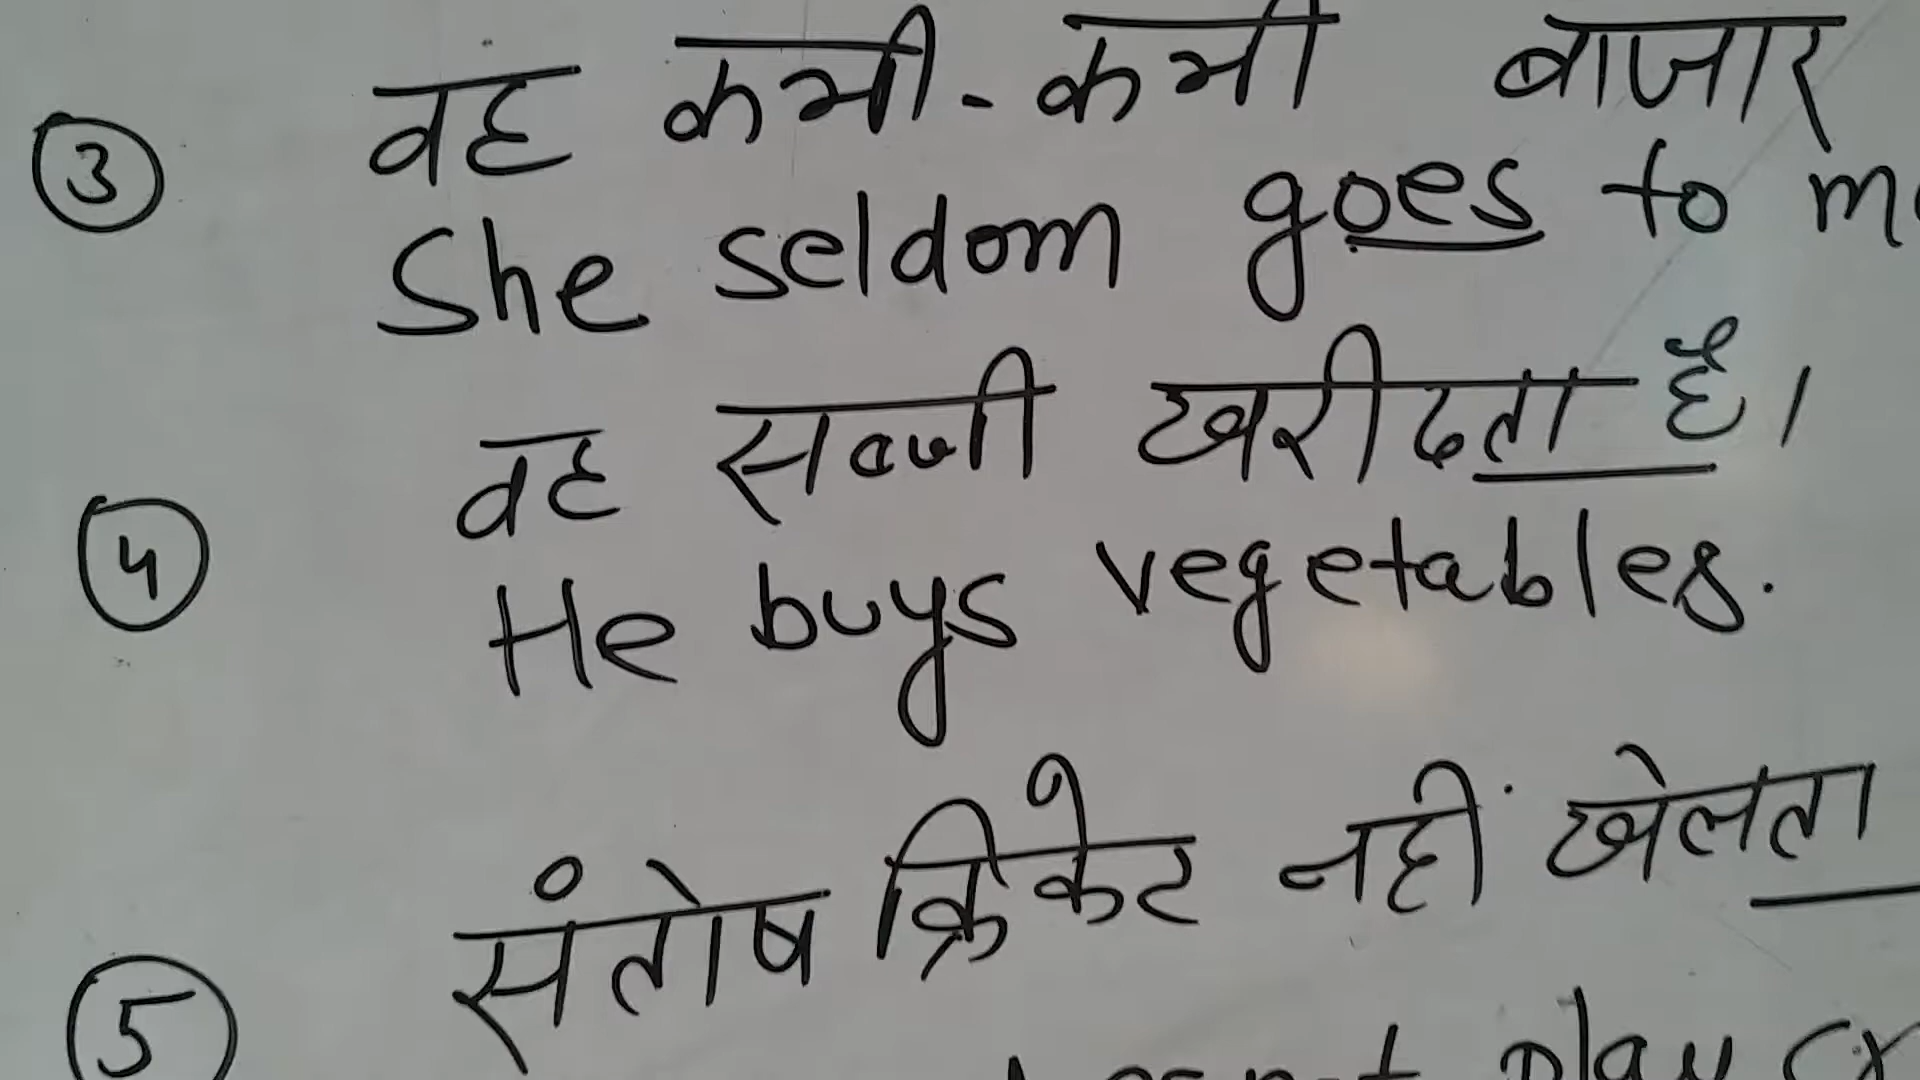 ③ वह कभी-कभी बाजार
She seldom goes to
वह सब्जी खरीदता है।
④ He buys vegetables.
संतोष क्रिकेट नहीं खेलता
⑤ play